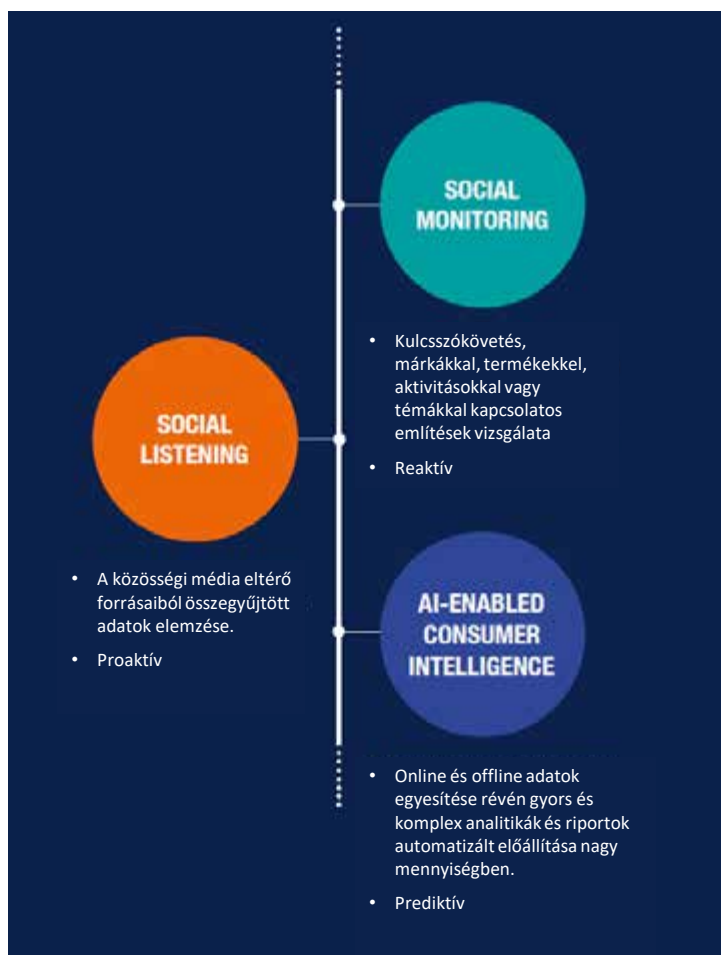 SOCIAL
MONITORING
• Kulcsszókövetés,
márkákkal, termékekkel,
aktivitásokkal vagy
témákkal kapcsolatos
említések vizsgálata
• Reaktív
SOCIAL
LISTENING
• A közösségi média eltérő
forrásaiból összegyűjtött
adatok elemzése.
• Proaktív
AI-ENABLED
CONSUMER
INTELLIGENCE
• Online és offline adatok
egyesítése révén gyors és
komplex analitikák és riportok
automatizált előállítása nagy
mennyiségben.
• Prediktív